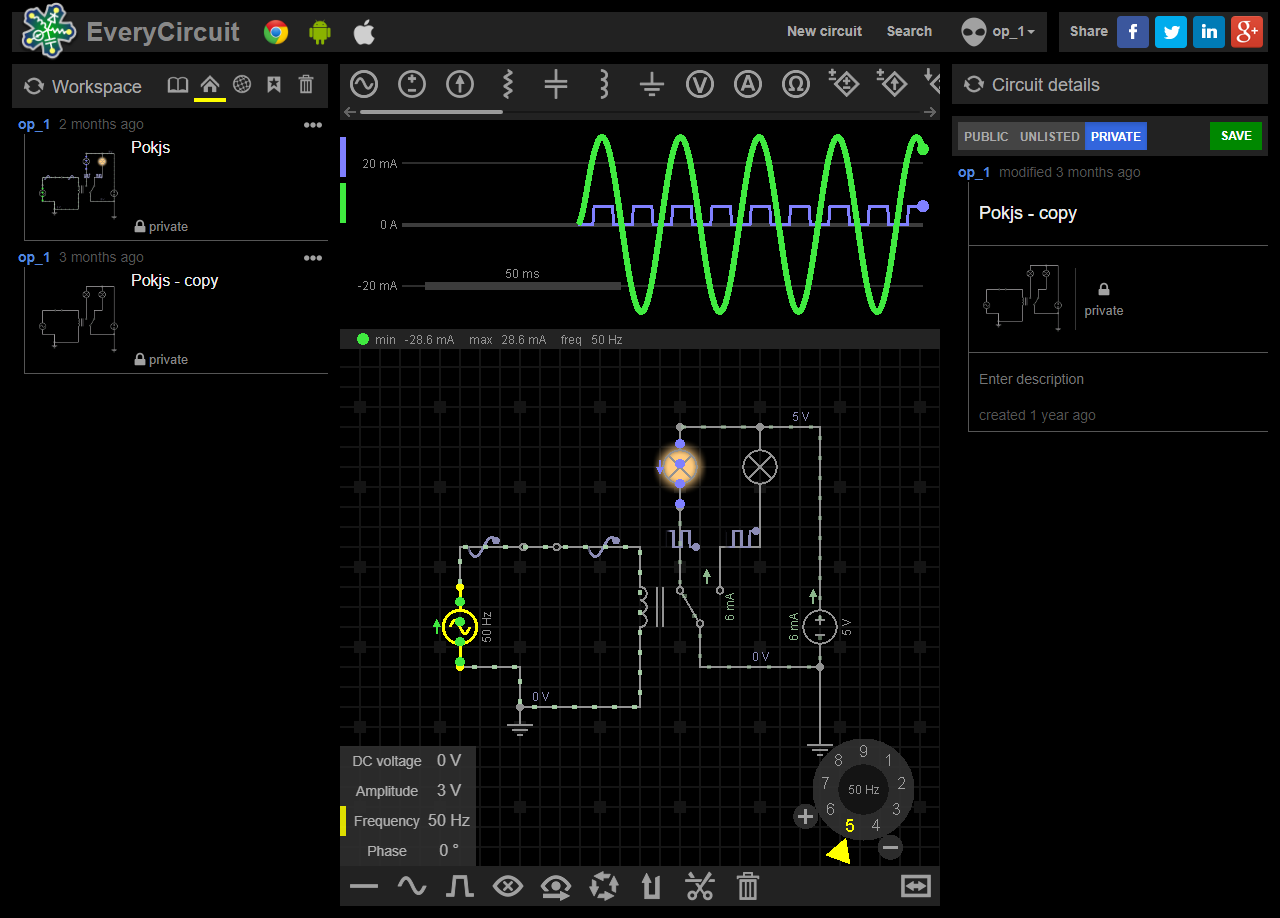 EveryCircuit
New circuit
Search
op_1
Share
f
in
g+
Workspace
Circuit details
op_1 2 months ago
Pokjs
private
op_1 3 months ago
Pokjs - copy
private
V
A
Ω
20 mA
0 A
-20 mA
50 ms
min -28.6 mA max 28.6 mA freq 50 Hz
5 V
50 Hz
6 mA
6 mA
5 V
0 V
0 V
DC voltage 0 V
Amplitude 3 V
Frequency 50 Hz
Phase 0 °
9
8 1
7 50 Hz 2
6 3
5 4
PUBLIC UNLISTED PRIVATE SAVE
op_1 modified 3 months ago
Pokjs - copy
private
Enter description
created 1 year ago